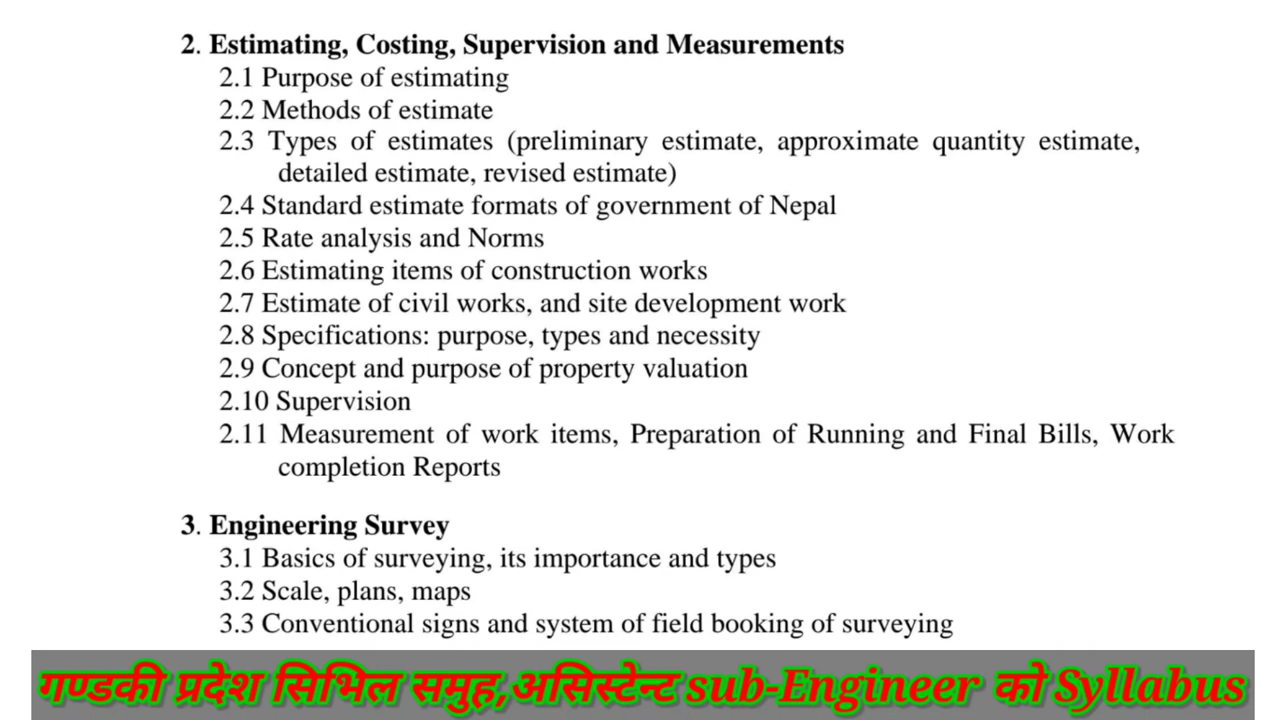 2. Estimating, Costing, Supervision and Measurements
2.1 Purpose of estimating
2.2 Methods of estimate
2.3 Types of estimates (preliminary estimate, approximate quantity estimate,
detailed estimate, revised estimate)
2.4 Standard estimate formats of government of Nepal
2.5 Rate analysis and Norms
2.6 Estimating items of construction works
2.7 Estimate of civil works, and site development work
2.8 Specifications: purpose, types and necessity
2.9 Concept and purpose of property valuation
2.10 Supervision
2.11 Measurement of work items, Preparation of Running and Final Bills, Work
completion Reports
3. Engineering Survey
3.1 Basics of surveying, its importance and types
3.2 Scale, plans, maps
3.3 Conventional signs and system of field booking of surveying
गण्डकी प्रदेश सिभिल समुह,असिस्टेन्ट sub-Engineer को Syllabus